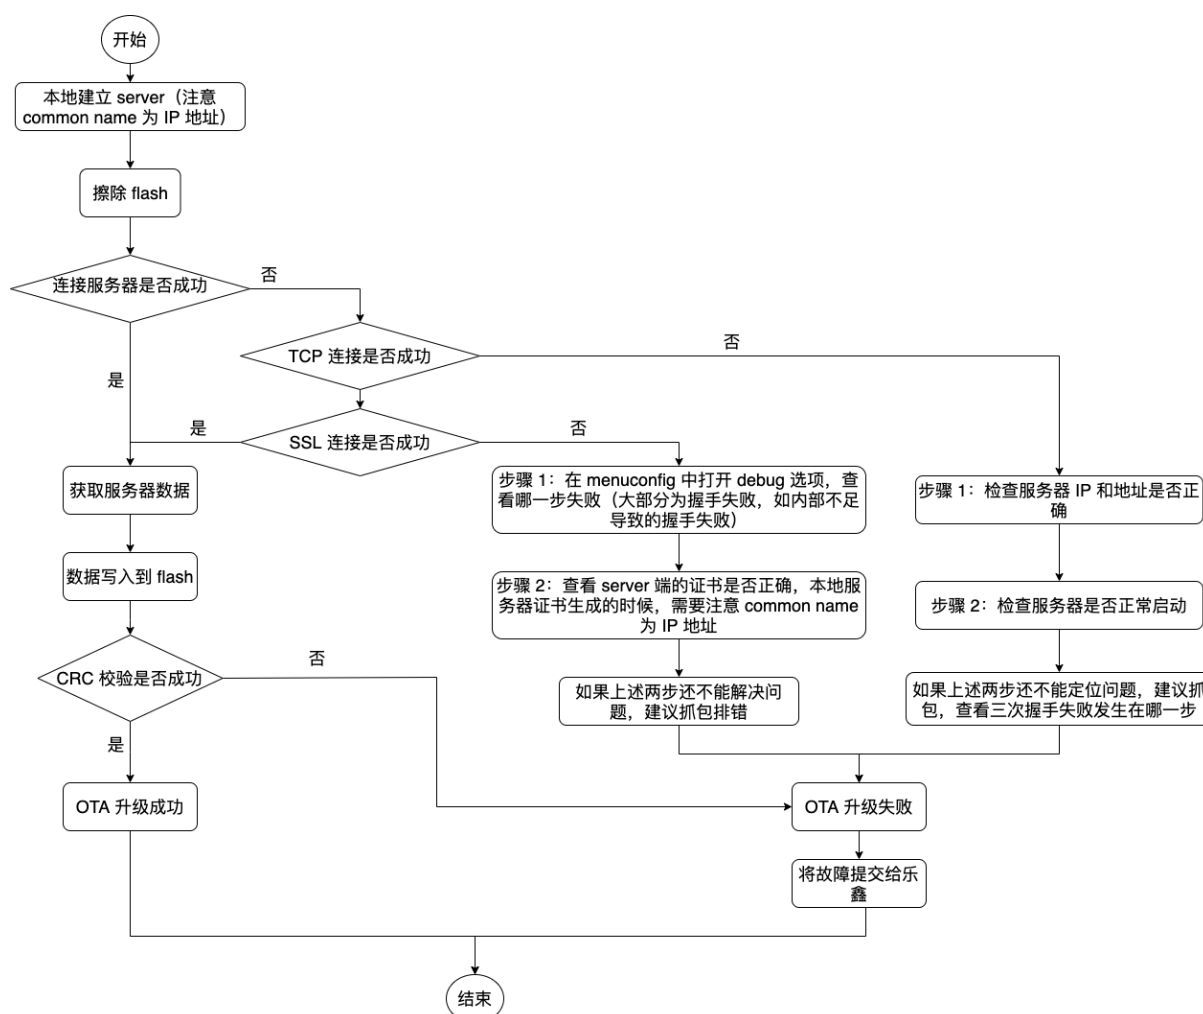 开始
本地建立 server（注意
common name 为 IP 地址）
擦除 flash
连接服务器是否成功
否
TCP 连接是否成功
否
是
是
SSL 连接是否成功
否
获取服务器数据
步骤 1：在 menuconfig 中打开 debug 选项，查
看哪一步失败（大部分为握手失败，如内部不足
导致的握手失败）
步骤 1：检查服务器 IP 和地址是否正
确
数据写入到 flash
步骤 2：查看 server 端的证书是否正确，本地服
务器证书生成的时候，需要注意 common name
为 IP 地址
步骤 2：检查服务器是否正常启动
CRC 校验是否成功
否
如果上述两步还不能解决问
题，建议抓包排错
如果上述两步还不能定位问题，建议抓
包，查看三次握手失败发生在哪一步
是
OTA 升级成功
OTA 升级失败
将故障提交给乐
鑫
结束